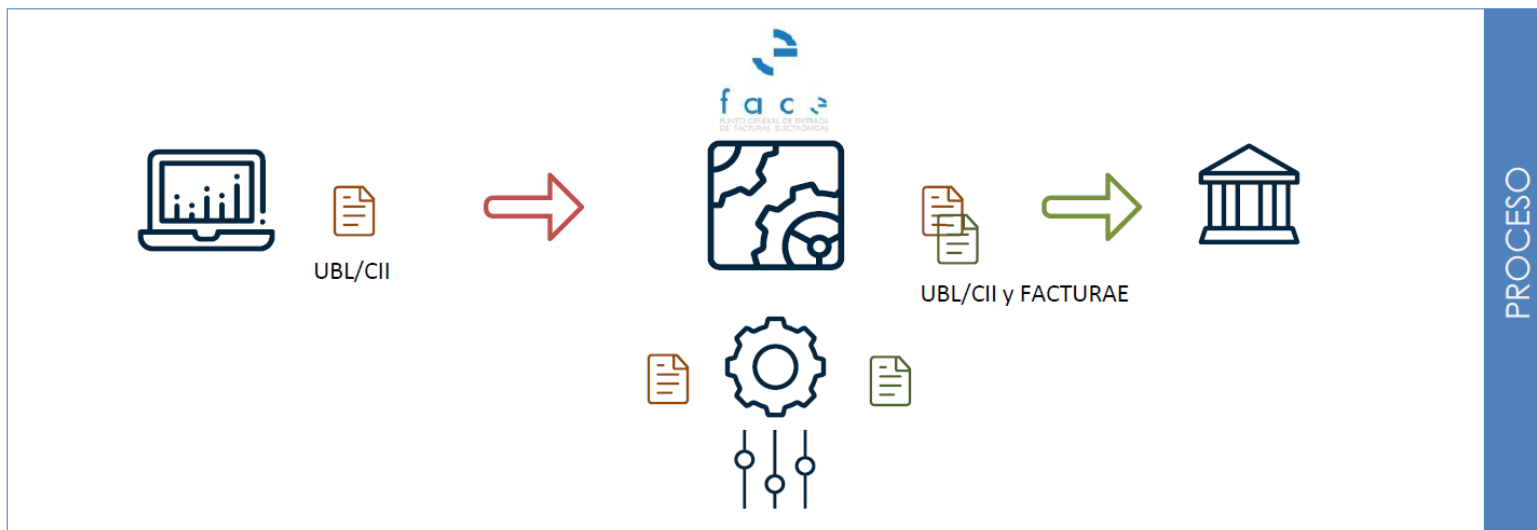 face
PUNTO GENERAL DE ENTRADA
DE FACTURAS ELECTRÓNICAS
UBL/CII
UBL/CII y FACTURAE
PROCESO